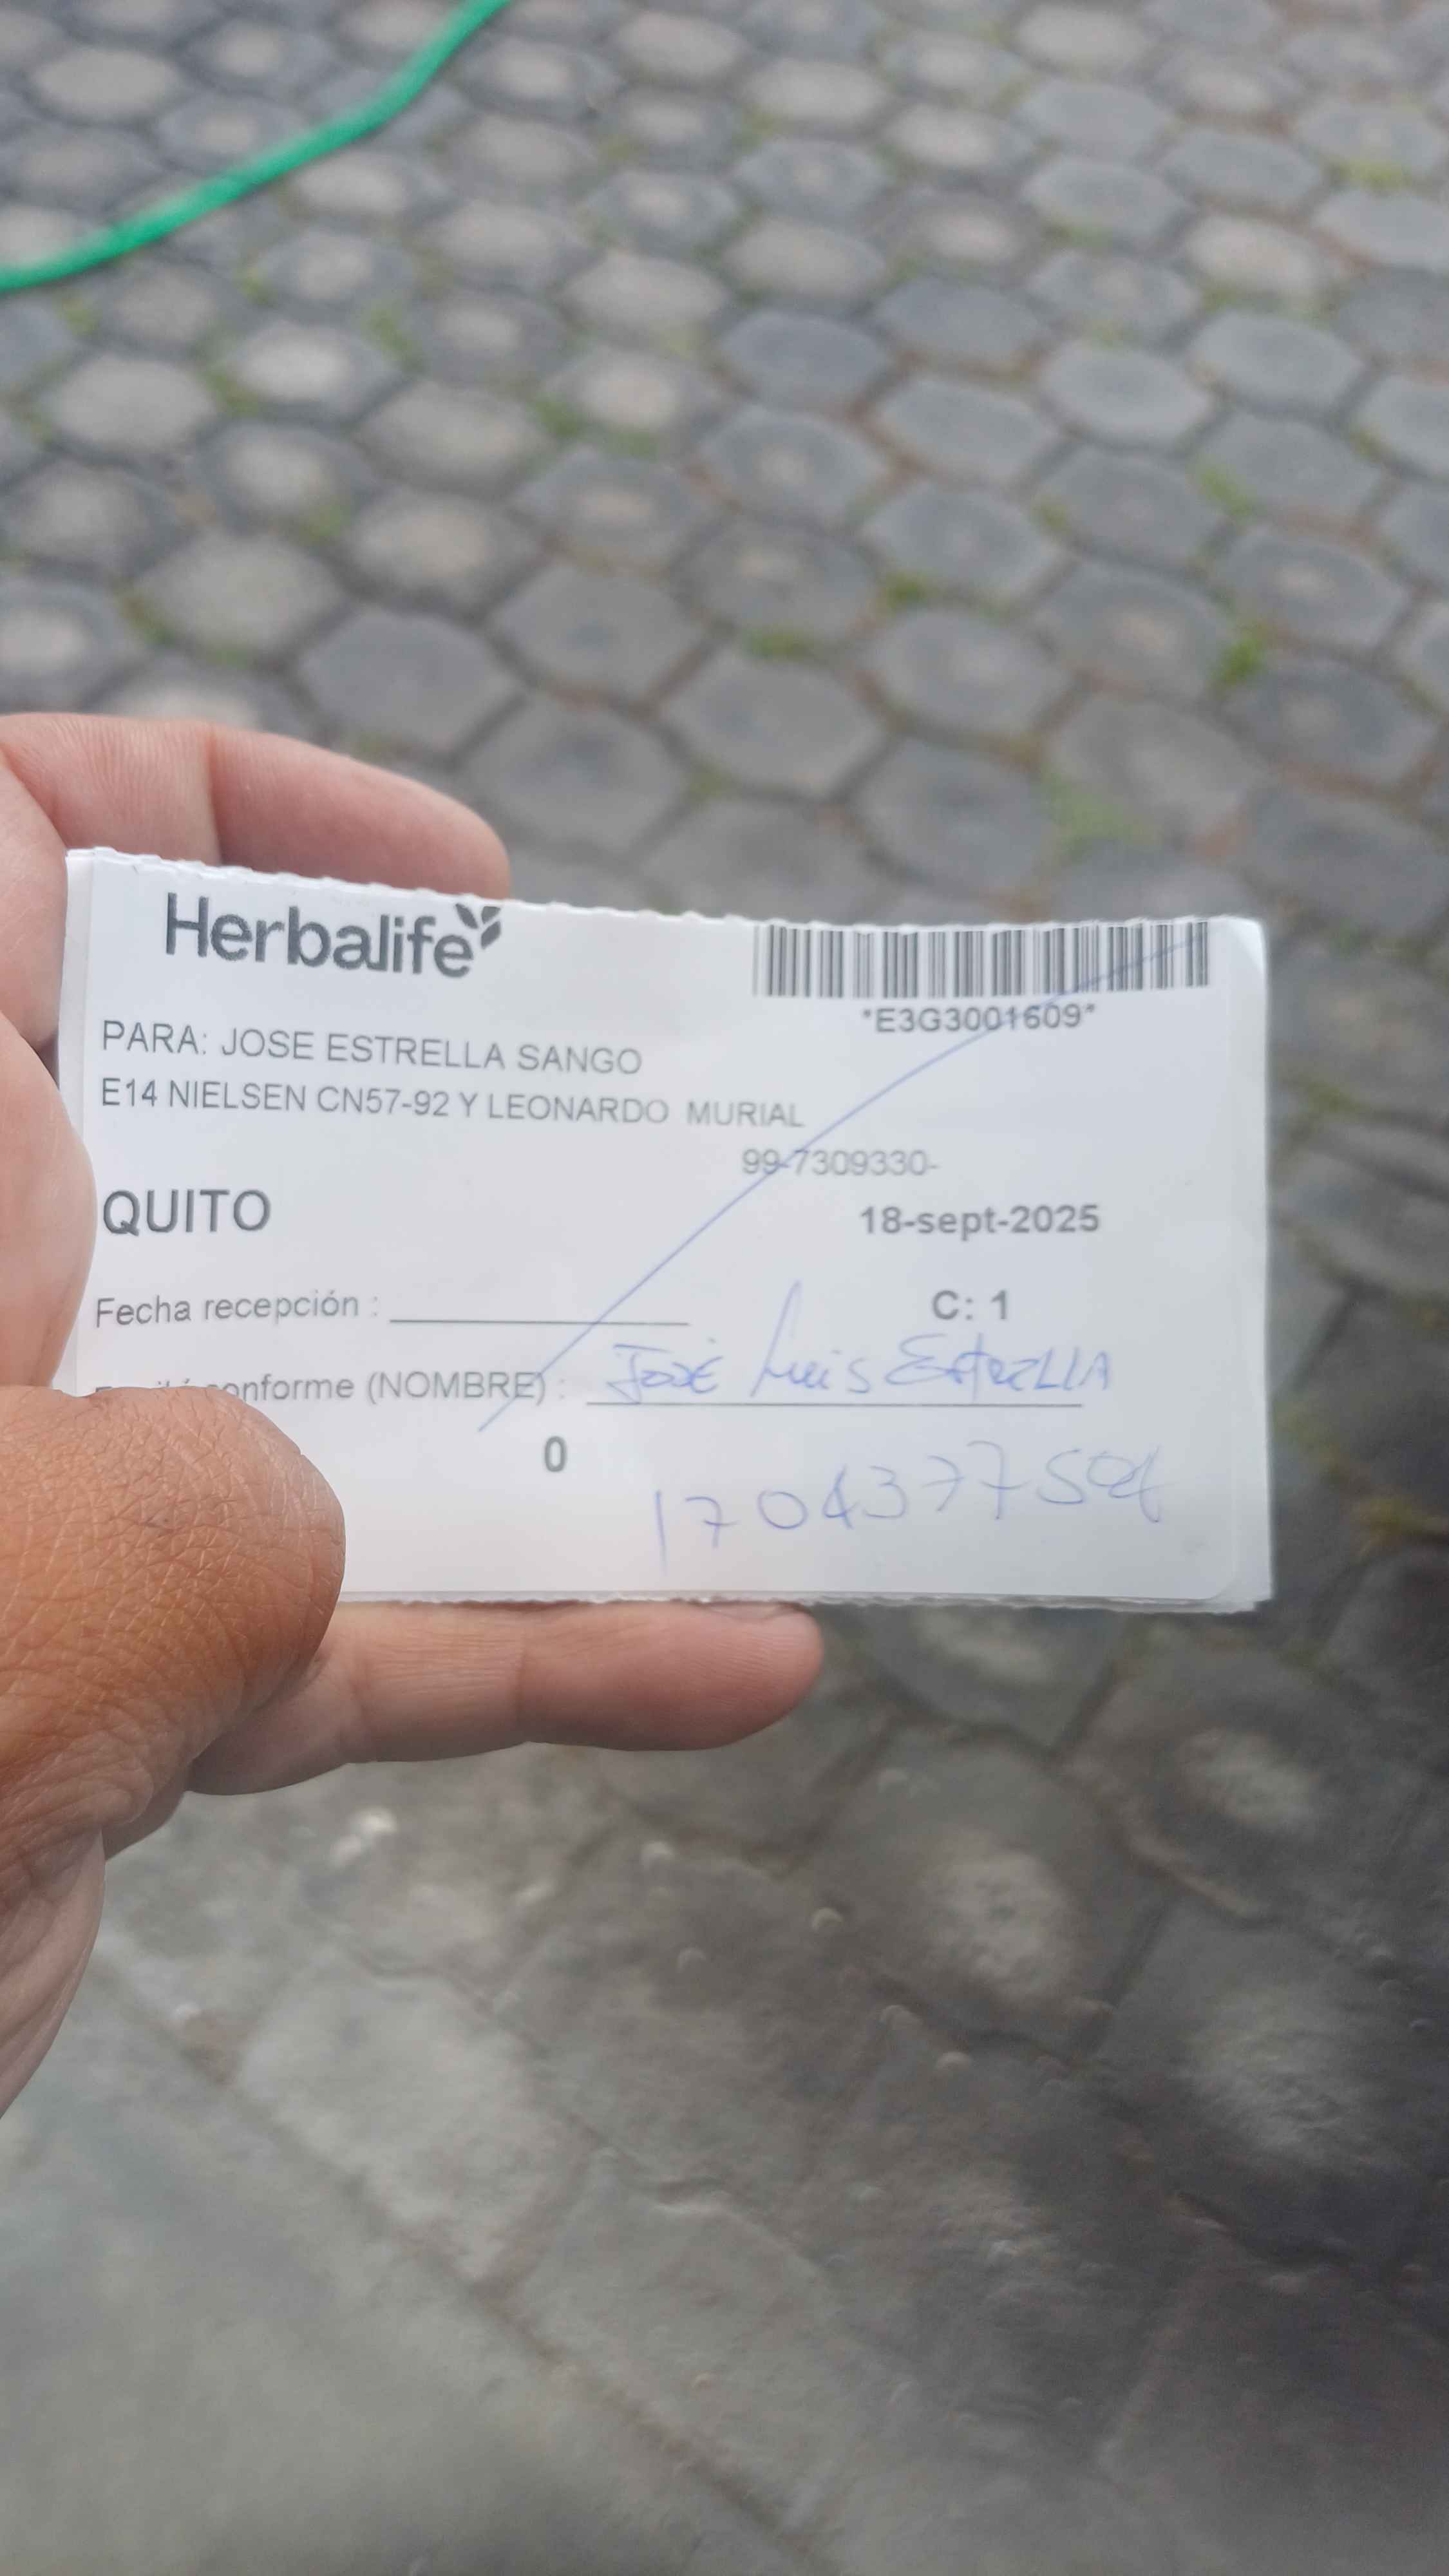 Herbalife
*E3G3001609*
PARA: JOSE ESTRELLA SANGO
E14 NIELSEN CN57-92 Y LEONARDO MURIAL
99-7309330-
QUITO
18-sept-2025
Fecha recepción :
C: 1
conforme (NOMBRE) : José Luis EstRELLA
0